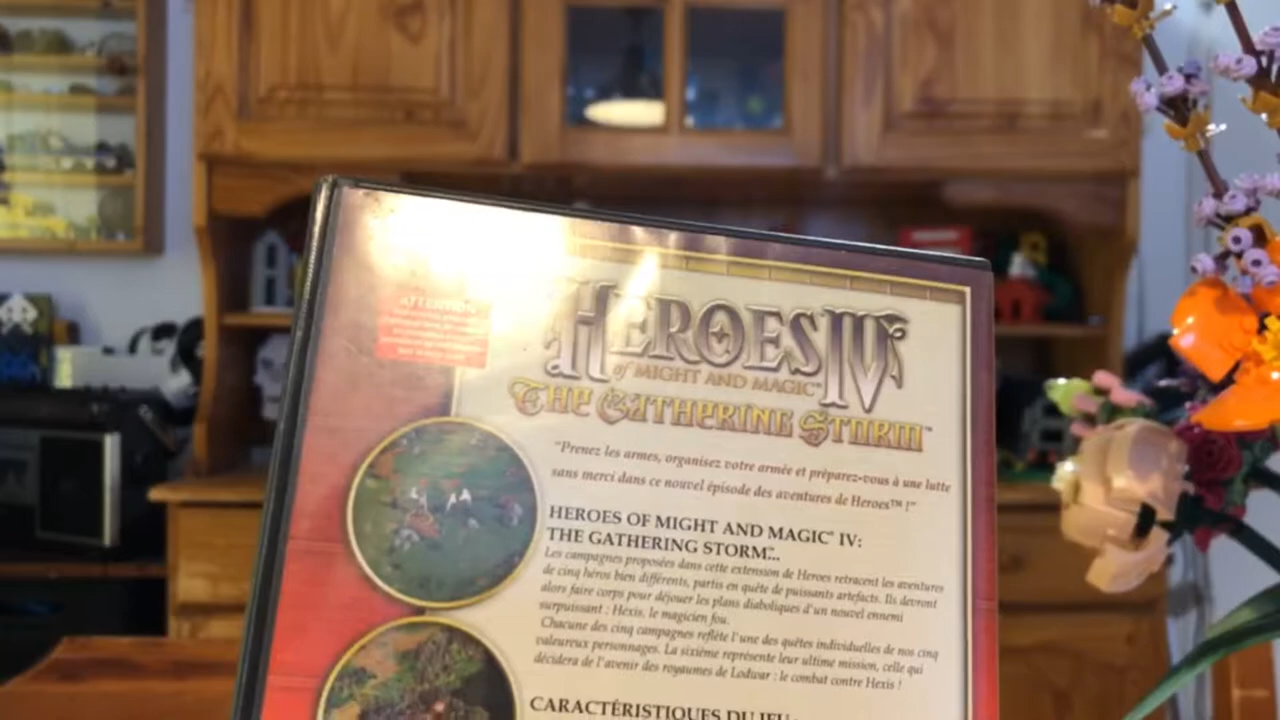 ATTENTION
HEROES IV
of MIGHT AND MAGIC®
THE GATHERING STORM™
“Prenez les armes, organisez votre armée et préparez-vous à une lutte
sans merci dans ce nouvel épisode des aventures de Heroes™ !”
HEROES OF MIGHT AND MAGIC® IV:
THE GATHERING STORM™...
Les campagnes proposées dans cette extension de Heroes retracent les aventures
de cinq héros bien différents, partis en quête de puissants artefacts. Ils devront
alors faire corps pour déjouer les plans diaboliques d'un nouvel ennemi
surpuissant : Hexis, le magicien fou.
Chacune des cinq campagnes reflète l'une des quêtes individuelles de nos cinq
valeureux personnages. La sixième représente leur ultime mission, celle qui
décidera de l'avenir des royaumes de Lodwar : le combat contre Hexis !
CARACTÉRISTIQUES DU JEU